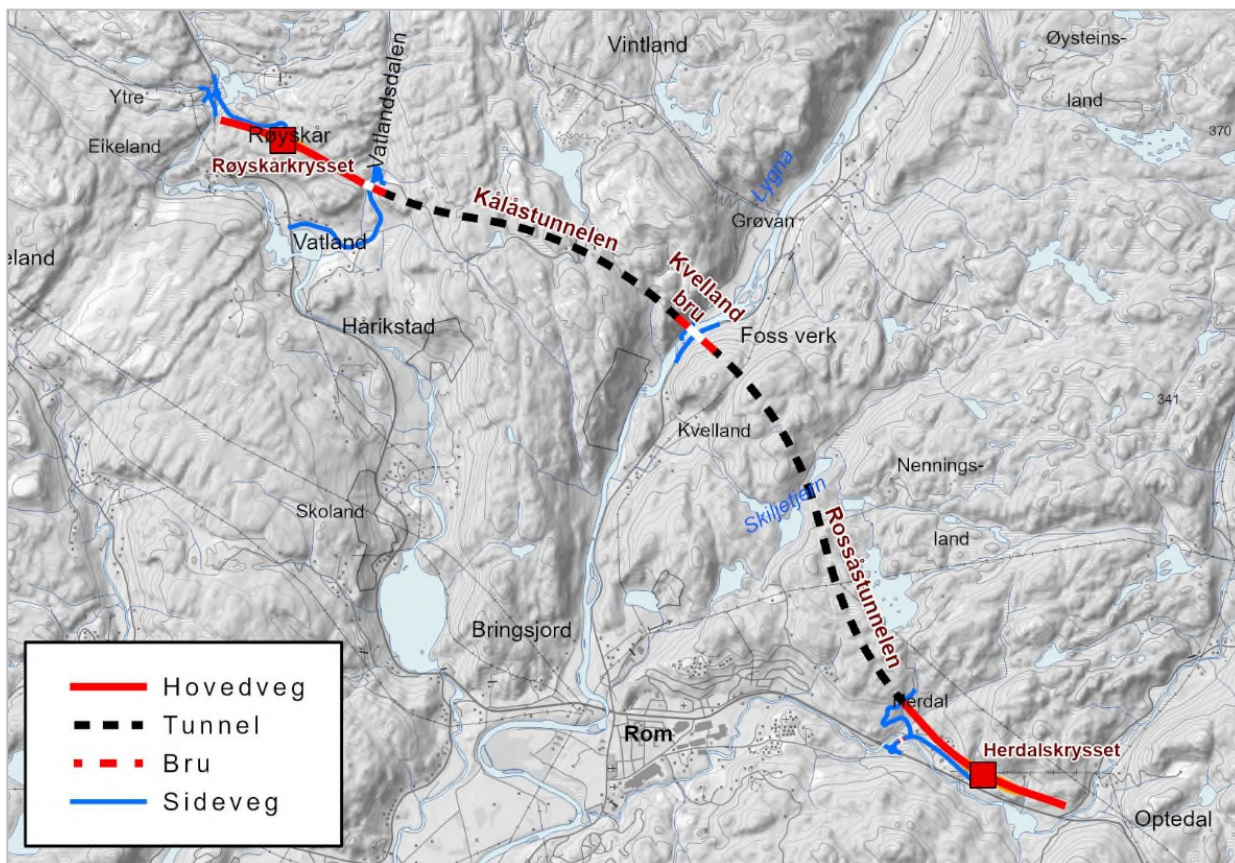 Vintland
Øysteins-
land
Ytre
Eikeland
Røyskår
Røyskårkrysset
Vatlandsdalen
370
Lygna
Grøvan
Kålåstunnelen
Vatland
eland
Kvelland
bru
Foss verk
Hårikstad
341
Kvelland
Nennings-
land
Skiljetjern
Skoland
Rossåstunnelen
Bringsjord
Herdal
Rom
Herdalskrysset
Optedal
Hovedveg
Tunnel
Bru
Sideveg